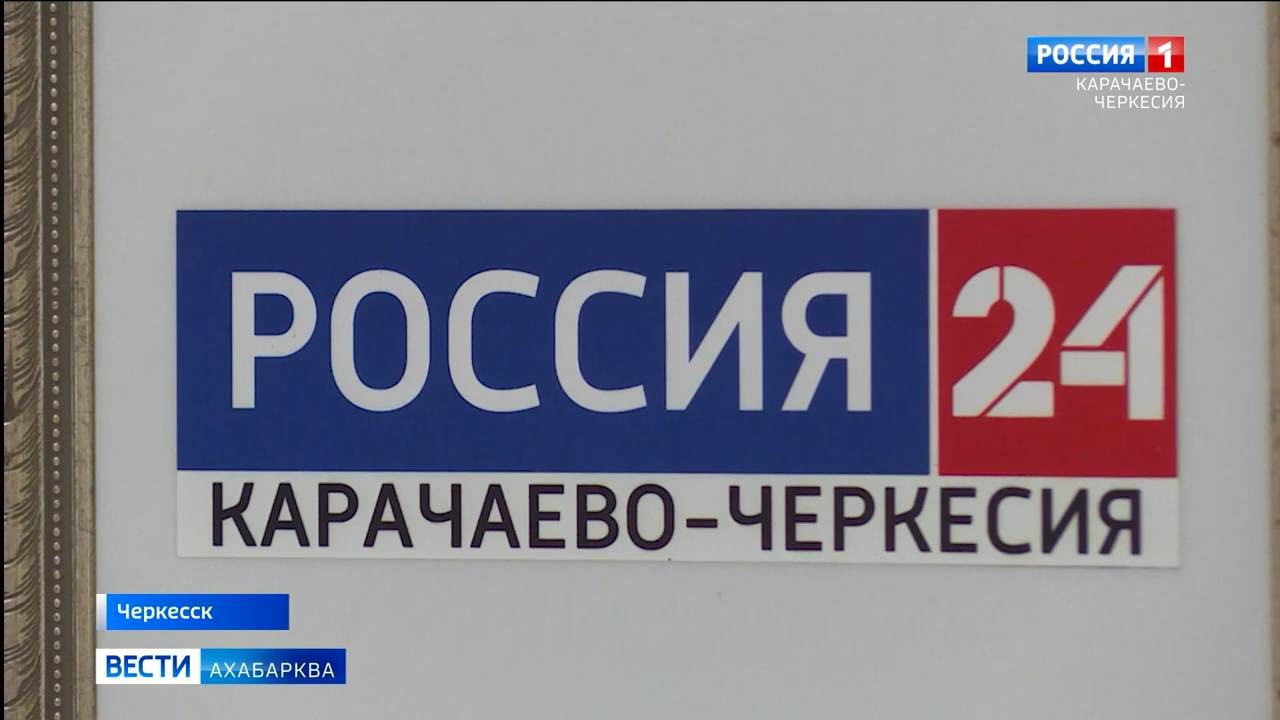 РОССИЯ 1
КАРАЧАЕВО-
ЧЕРКЕСИЯ
РОССИЯ 24
КАРАЧАЕВО-ЧЕРКЕСИЯ
Черкесск
ВЕСТИ АХАБАРКВА